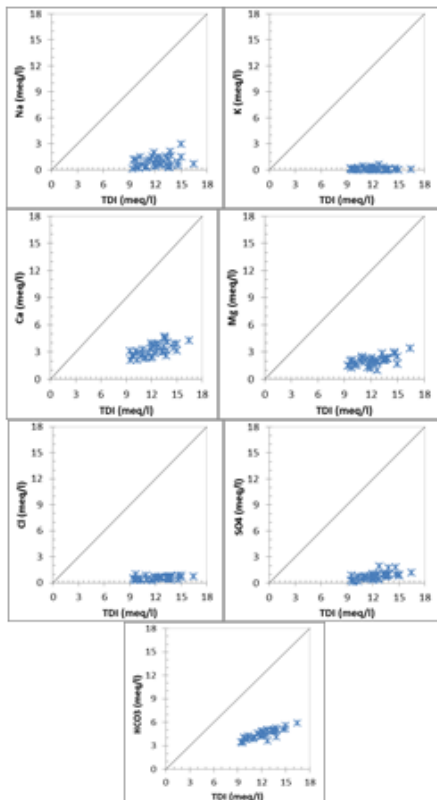 18
15
12
9
6
3
0
Na (meq/l)
0 3 6 9 12 15 18
TDI (meq/l)
18
15
12
9
6
3
0
K (meq/l)
0 3 6 9 12 15 18
TDI (meq/l)
18
15
12
9
6
3
0
Ca (meq/l)
0 3 6 9 12 15 18
TDI (meq/l)
18
15
12
9
6
3
0
Mg (meq/l)
0 3 6 9 12 15 18
TDI (meq/l)
18
15
12
9
6
3
0
Cl (meq/l)
0 3 6 9 12 15 18
TDI (meq/l)
18
15
12
9
6
3
0
SO4 (meq/l)
0 3 6 9 12 15 18
TDI (meq/l)
18
15
12
9
6
3
0
HCO3 (meq/l)
0 3 6 9 12 15 18
TDI (meq/l)